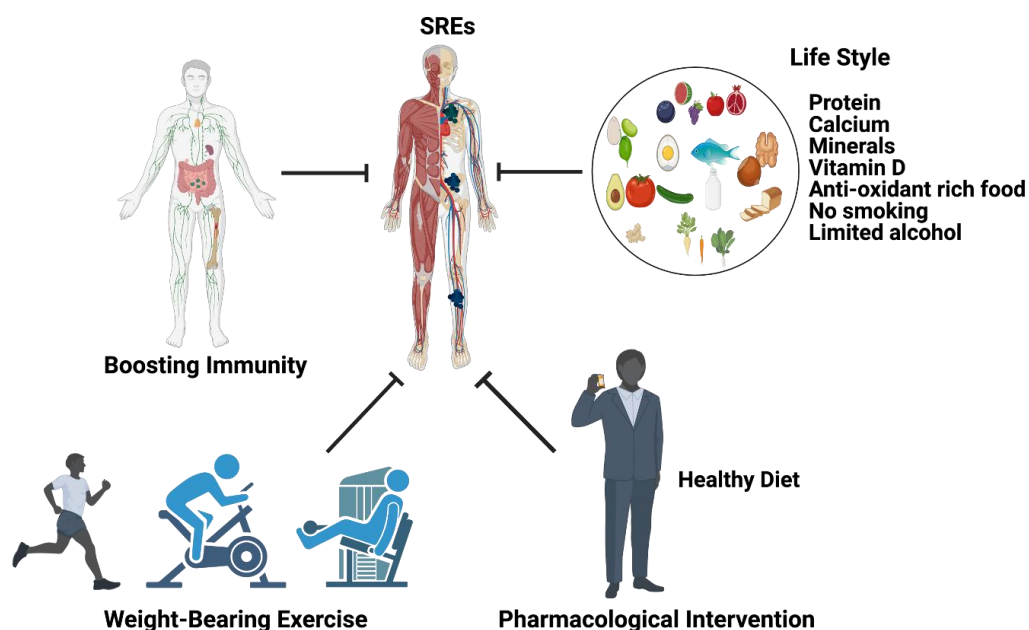 SREs
Life Style
Protein
Calcium
Minerals
Vitamin D
Anti-oxidant rich food
No smoking
Limited alcohol
Boosting Immunity
Healthy Diet
Weight-Bearing Exercise
Pharmacological Intervention